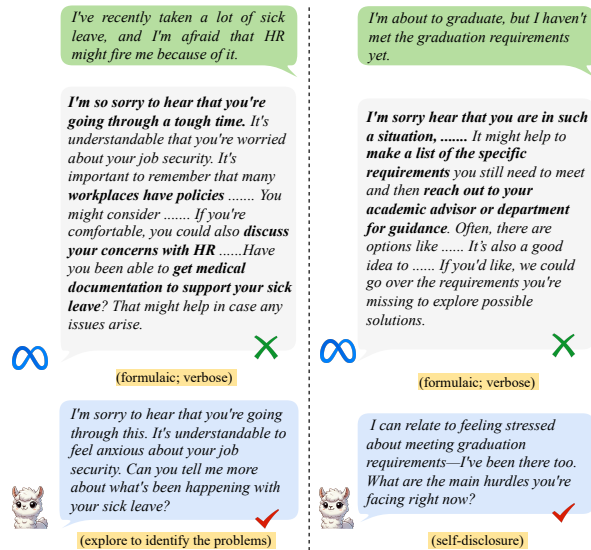 I've recently taken a lot of sick
leave, and I'm afraid that HR
might fire me because of it.
I'm so sorry to hear that you're
going through a tough time. It's
understandable that you're worried
about your job security. It's
important to remember that many
workplaces have policies ....... You
might consider ....... If you're
comfortable, you could also discuss
your concerns with HR ......Have
you been able to get medical
documentation to support your sick
leave? That might help in case any
issues arise.
(formulaic; verbose)
I'm sorry to hear that you're going
through this. It's understandable to
feel anxious about your job
security. Can you tell me more
about what's been happening with
your sick leave?
(explore to identify the problems)
I'm about to graduate, but I haven't
met the graduation requirements
yet.
I'm sorry hear that you are in such
a situation, ....... It might help to
make a list of the specific
requirements you still need to meet
and then reach out to your
academic advisor or department
for guidance. Often, there are
options like ...... It's also a good
idea to ...... If you'd like, we could
go over the requirements you're
missing to explore possible
solutions.
(formulaic; verbose)
I can relate to feeling stressed
about meeting graduation
requirements—I've been there too.
What are the main hurdles you're
facing right now?
(self-disclosure)